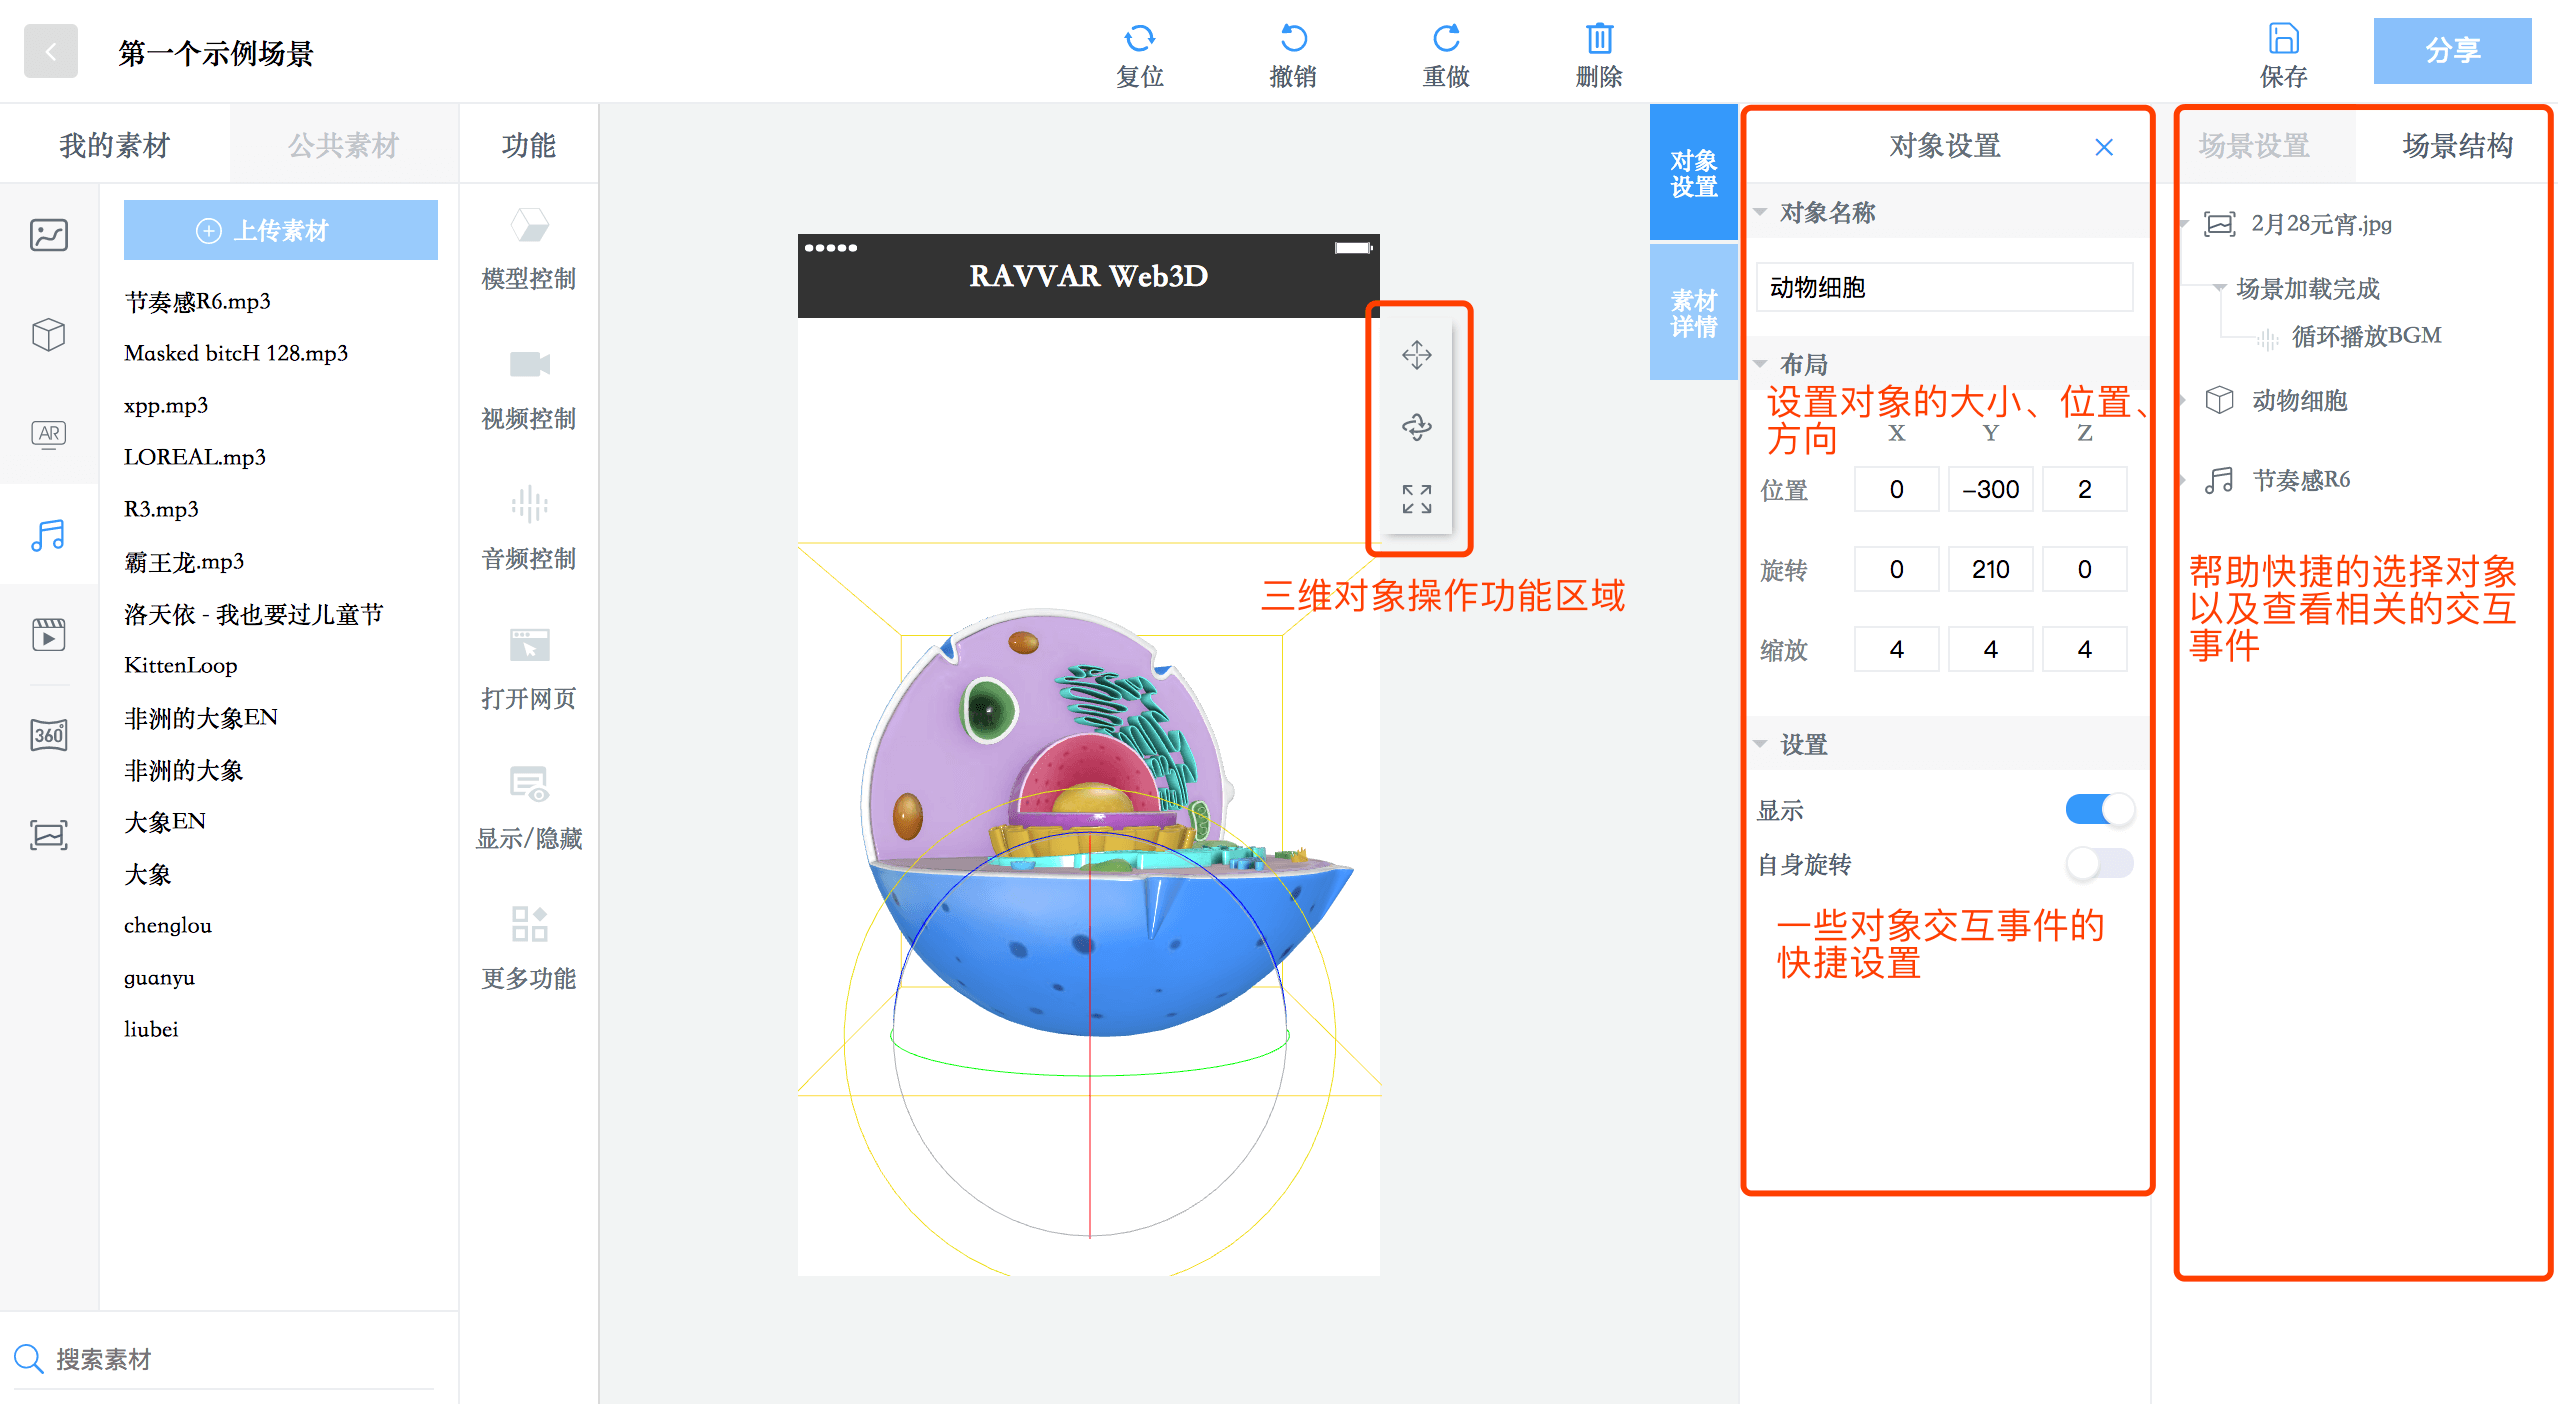 第一个示例场景
复位
撤销
重做
删除
保存
分享
我的素材
公共素材
功能
上传素材
节奏感R6.mp3
Masked bitcH 128.mp3
xpp.mp3
LOREAL.mp3
R3.mp3
霸王龙.mp3
洛天依 - 我也要过儿童节
KittenLoop
非洲的大象EN
非洲的大象
大象EN
大象
chenglou
guanyu
liubei
AR
360°
搜索素材
模型控制
视频控制
音频控制
打开网页
显示/隐藏
更多功能
RAVVAR Web3D
三维对象操作功能区域
对象
设置
素材
详情
对象设置
对象名称
动物细胞
布局
设置对象的大小、位置、
方向
X Y Z
位置 0 -300 2
旋转 0 210 0
缩放 4 4 4
设置
显示
自身旋转
一些对象交互事件的
快捷设置
场景设置
场景结构
2月28元宵.jpg
场景加载完成
循环播放BGM
动物细胞
节奏感R6
帮助快捷的选择对象
以及查看相关的交互
事件